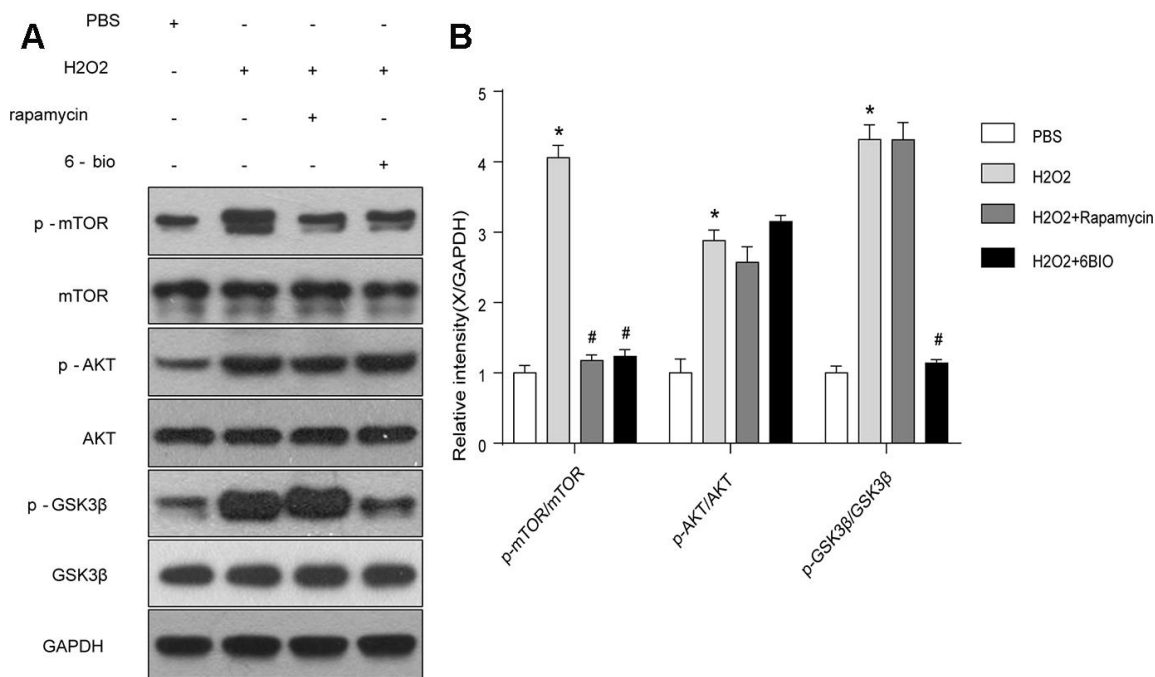 A
PBS + - - -
H2O2 - + + +
rapamycin - - + -
6 - bio - - - +
p - mTOR
mTOR
p - AKT
AKT
p - GSK3β
GSK3β
GAPDH
B
Relative intensity(X/GAPDH)
5
4
3
2
1
0
*
#
#
*
*
#
p-mTOR/mTOR
p-AKT/AKT
p-GSK3β/GSK3β
PBS
H2O2
H2O2+Rapamycin
H2O2+6BIO